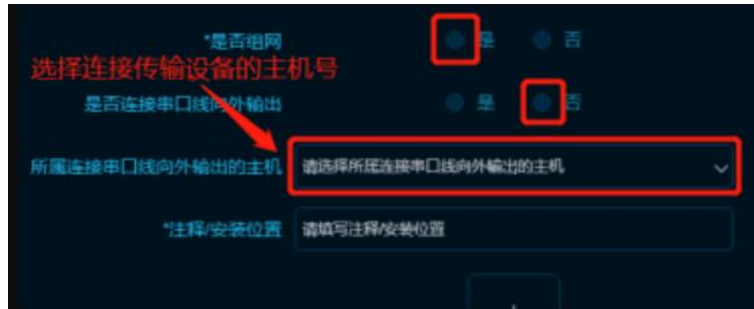 *是否组网 是 否
选择连接传输设备的主机号
是否连接串口线向外输出 是 否
所属连接串口线向外输出的主机 请选择所属连接串口线向外输出的主机
*注释/安装位置 请填写注释/安装位置